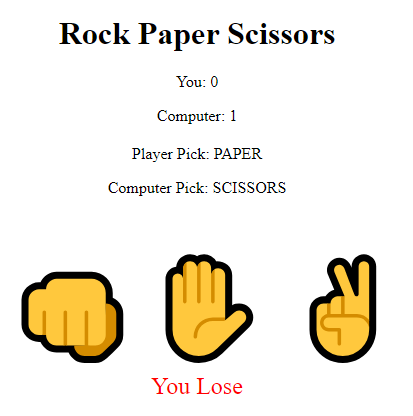 Rock Paper Scissors
You: 0
Computer: 1
Player Pick: PAPER
Computer Pick: SCISSORS
You Lose